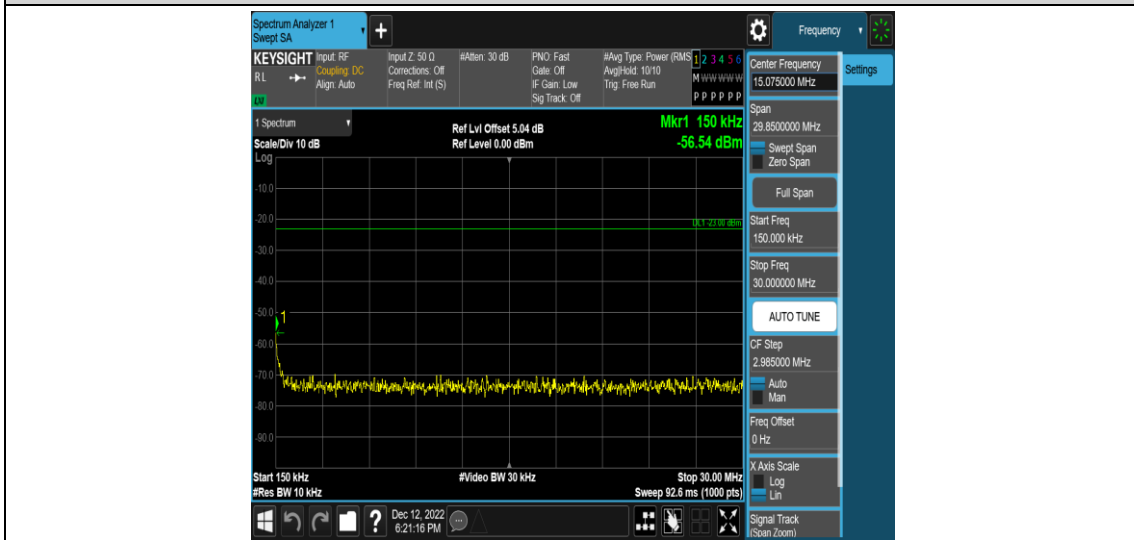 Spectrum Analyzer 1
Swept SA
+
Frequency
KEYSIGHT
RL
Input: RF
Coupling: DC
Align: Auto
Input Z: 50 Ω
Corrections: Off
Freq Ref: Int (S)
#Atten: 30 dB
PNO: Fast
Gate: Off
IF Gain: Low
Sig Track: Off
#Avg Type: Power (RMS
Avg|Hold: 10/10
Trig: Free Run
1 2 3 4 5 6
M W W W W W
P P P P P P
1 Spectrum
Scale/Div 10 dB
Ref Lvl Offset 5.04 dB
Ref Level 0.00 dBm
Mkr1 150 kHz
-56.54 dBm
Log
-10.0
-20.0
DL1 -23.00 dBm
-30.0
-40.0
-50.0
1
-60.0
-70.0
-80.0
-90.0
Start 150 kHz
#Res BW 10 kHz
#Video BW 30 kHz
Stop 30.00 MHz
Sweep 92.6 ms (1000 pts)
?
Dec 12, 2022
6:21:16 PM
Center Frequency
15.075000 MHz
Settings
Span
29.8500000 MHz
Swept Span
Zero Span
Full Span
Start Freq
150.000 kHz
Stop Freq
30.000000 MHz
AUTO TUNE
CF Step
2.985000 MHz
Auto
Man
Freq Offset
0 Hz
X Axis Scale
Log
Lin
Signal Track
(Span Zoom)